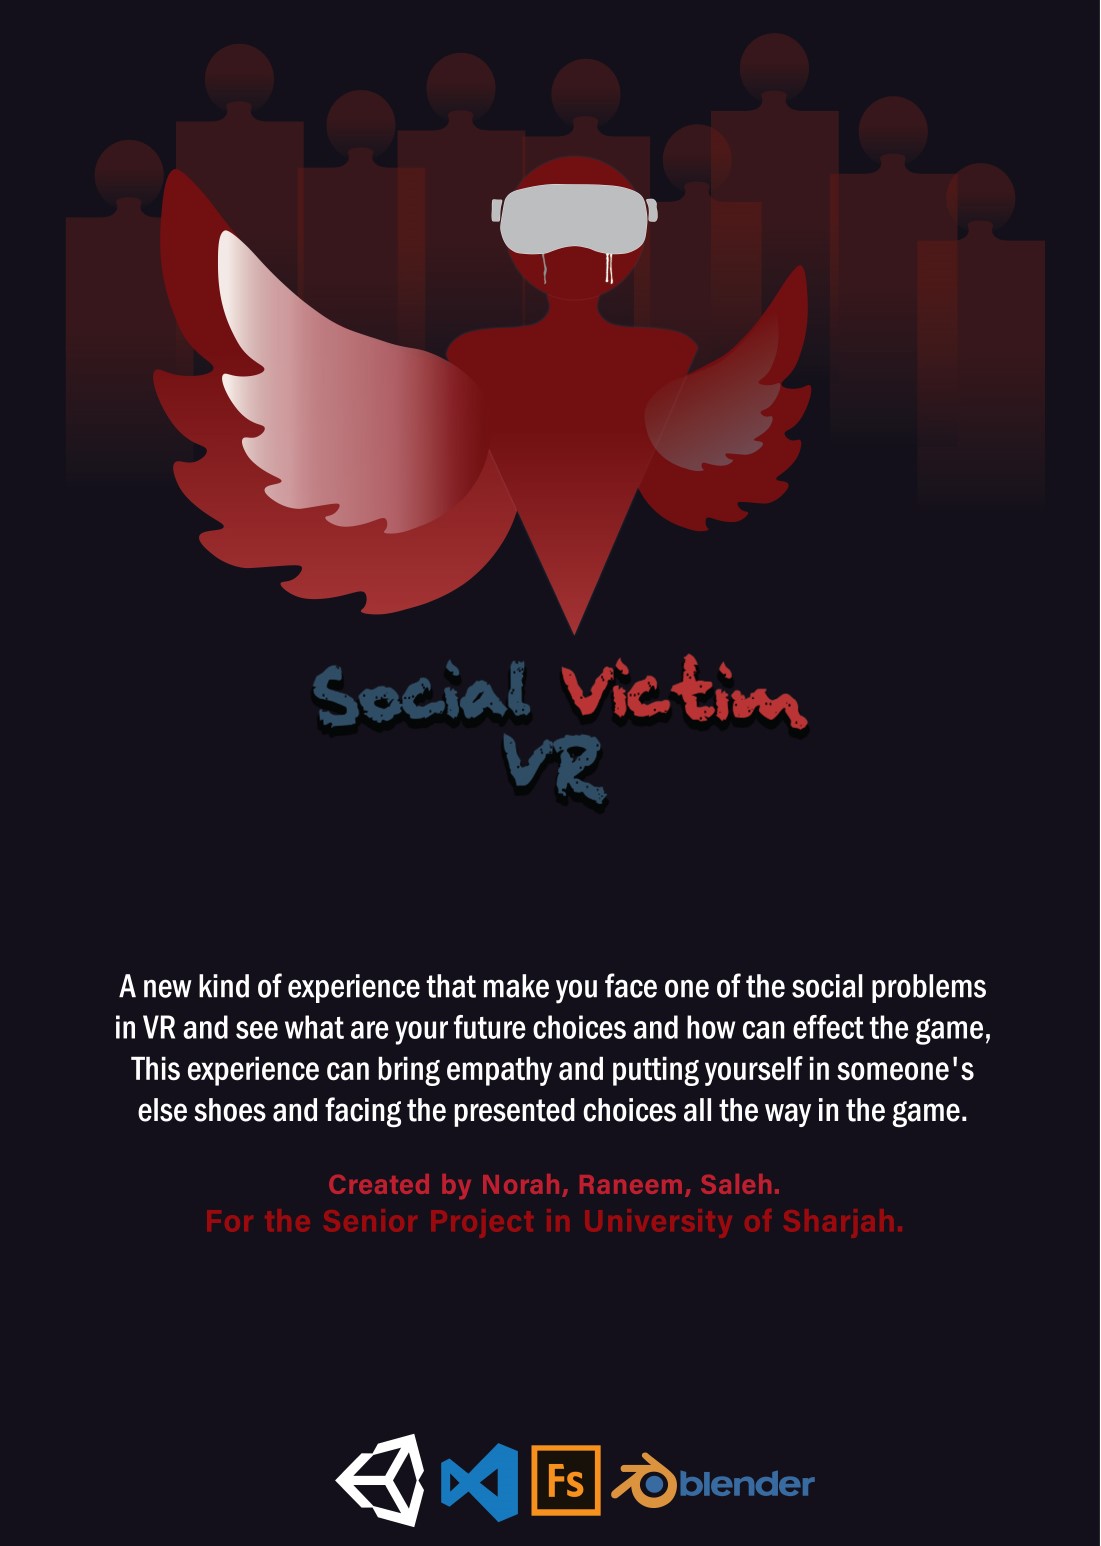 Social Victim
VR
A new kind of experience that make you face one of the social problems
in VR and see what are your future choices and how can effect the game,
This experience can bring empathy and putting yourself in someone's
else shoes and facing the presented choices all the way in the game.
Created by Norah, Raneem, Saleh.
For the Senior Project in University of Sharjah.
Fs blender